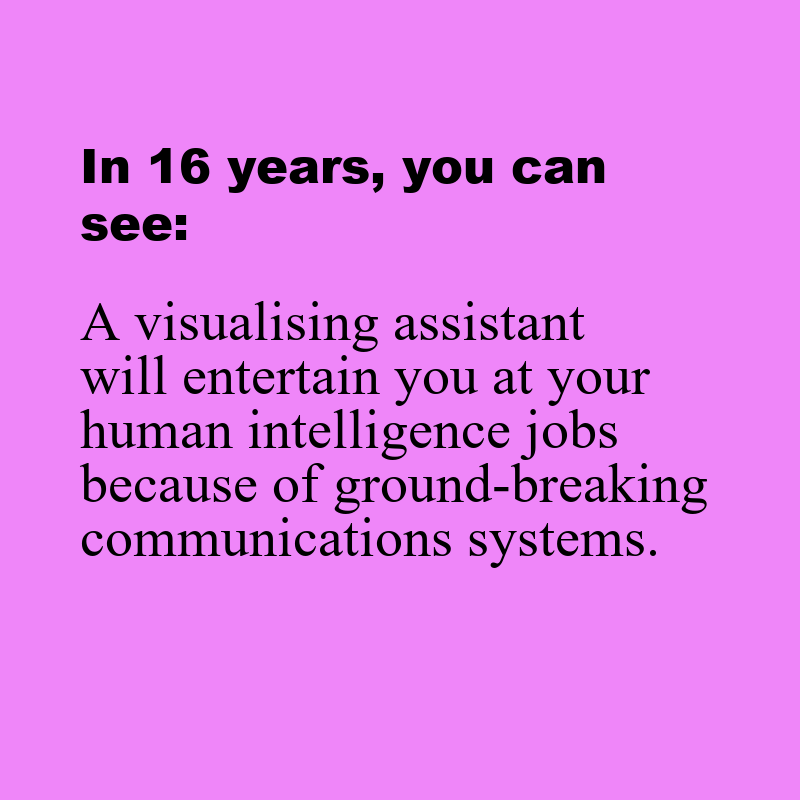 In 16 years, you can
see:
A visualising assistant
will entertain you at your
human intelligence jobs
because of ground-breaking
communications systems.